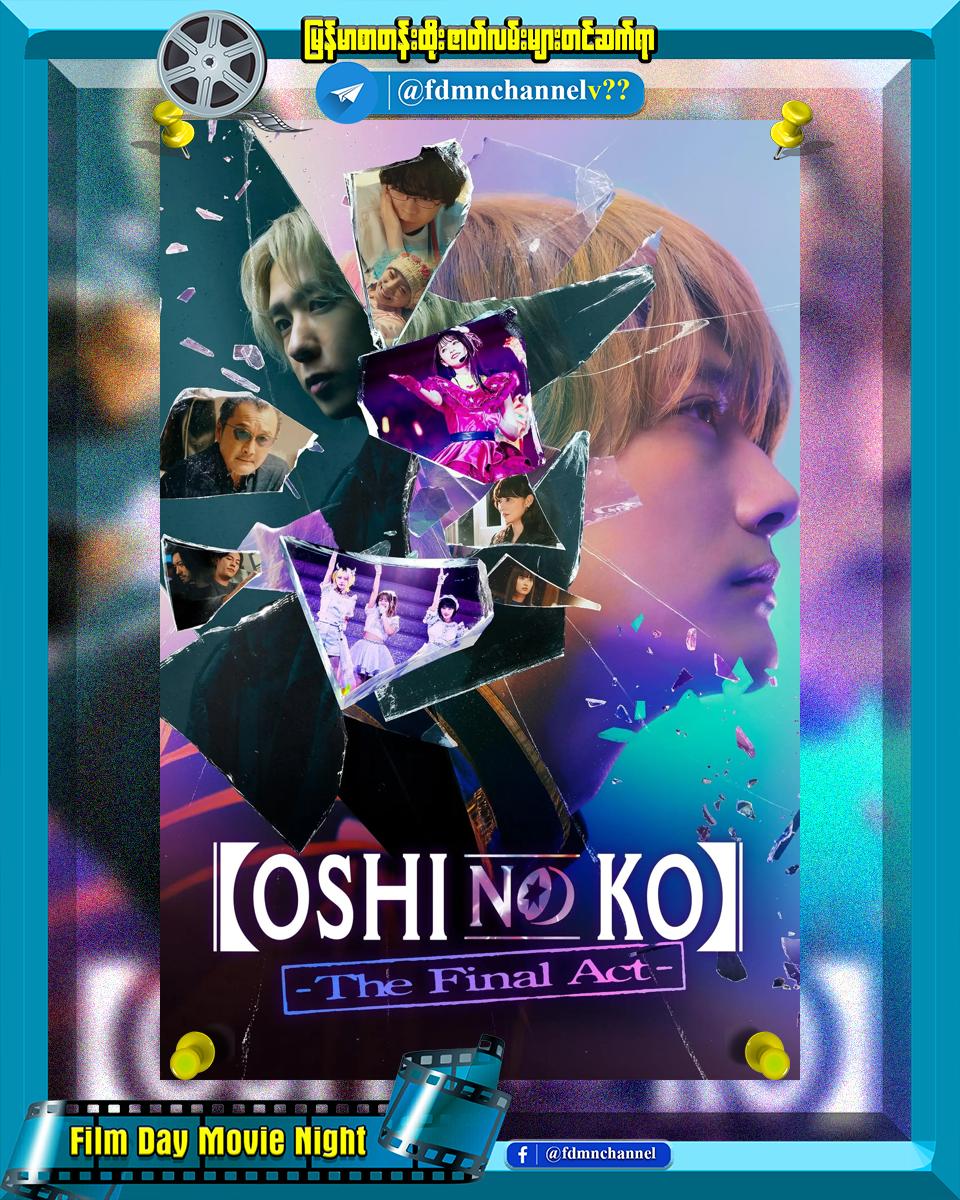 မြန်မာစာတန်းထိုးဇာတ်လမ်းများတင်ဆက်ရာ
@fdmnchannelv??
【OSHI NO KO】
-The Final Act-
Film Day Movie Night
f @fdmnchannel